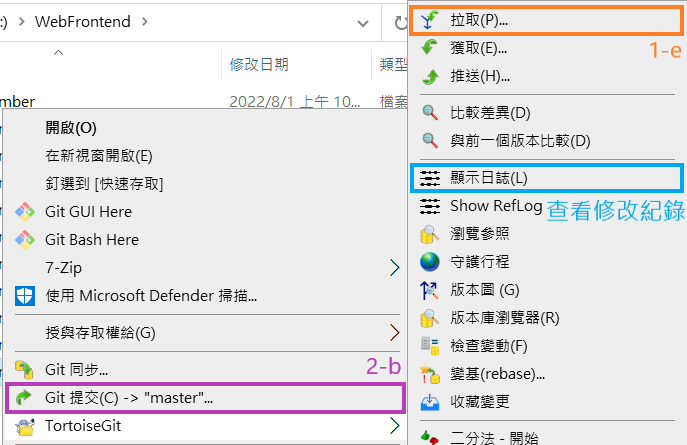 :) > WebFrontend
修改日期
類型
mber
2022/8/1 上午 10...
檔案
開啟(O)
在新視窗開啟(E)
釘選到 [快速存取]
Git GUI Here
Git Bash Here
7-Zip
使用 Microsoft Defender 掃描...
授與存取權給(G)
Git 同步...
2-b
Git 提交(C) -> "master"...
TortoiseGit
拉取(P)...
1-e
獲取(E)...
推送(H)...
比較差異(D)
與前一個版本比較(D)
顯示日誌(L)
Show RefLog
查看修改紀錄
瀏覽參照
守護行程
版本圖 (G)
版本庫瀏覽器(R)
檢查變動(F)
變基(rebase)...
收藏變更
二分法 - 開始